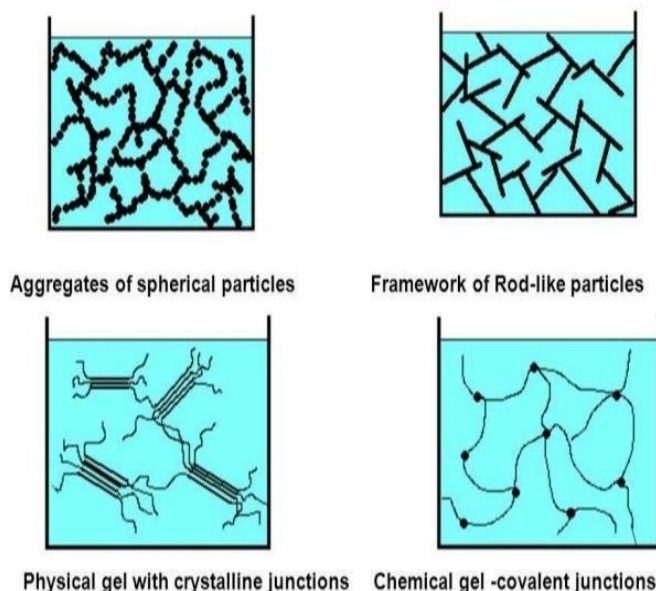 Aggregates of spherical particles
Framework of Rod-like particles
Physical gel with crystalline junctions
Chemical gel -covalent junctions